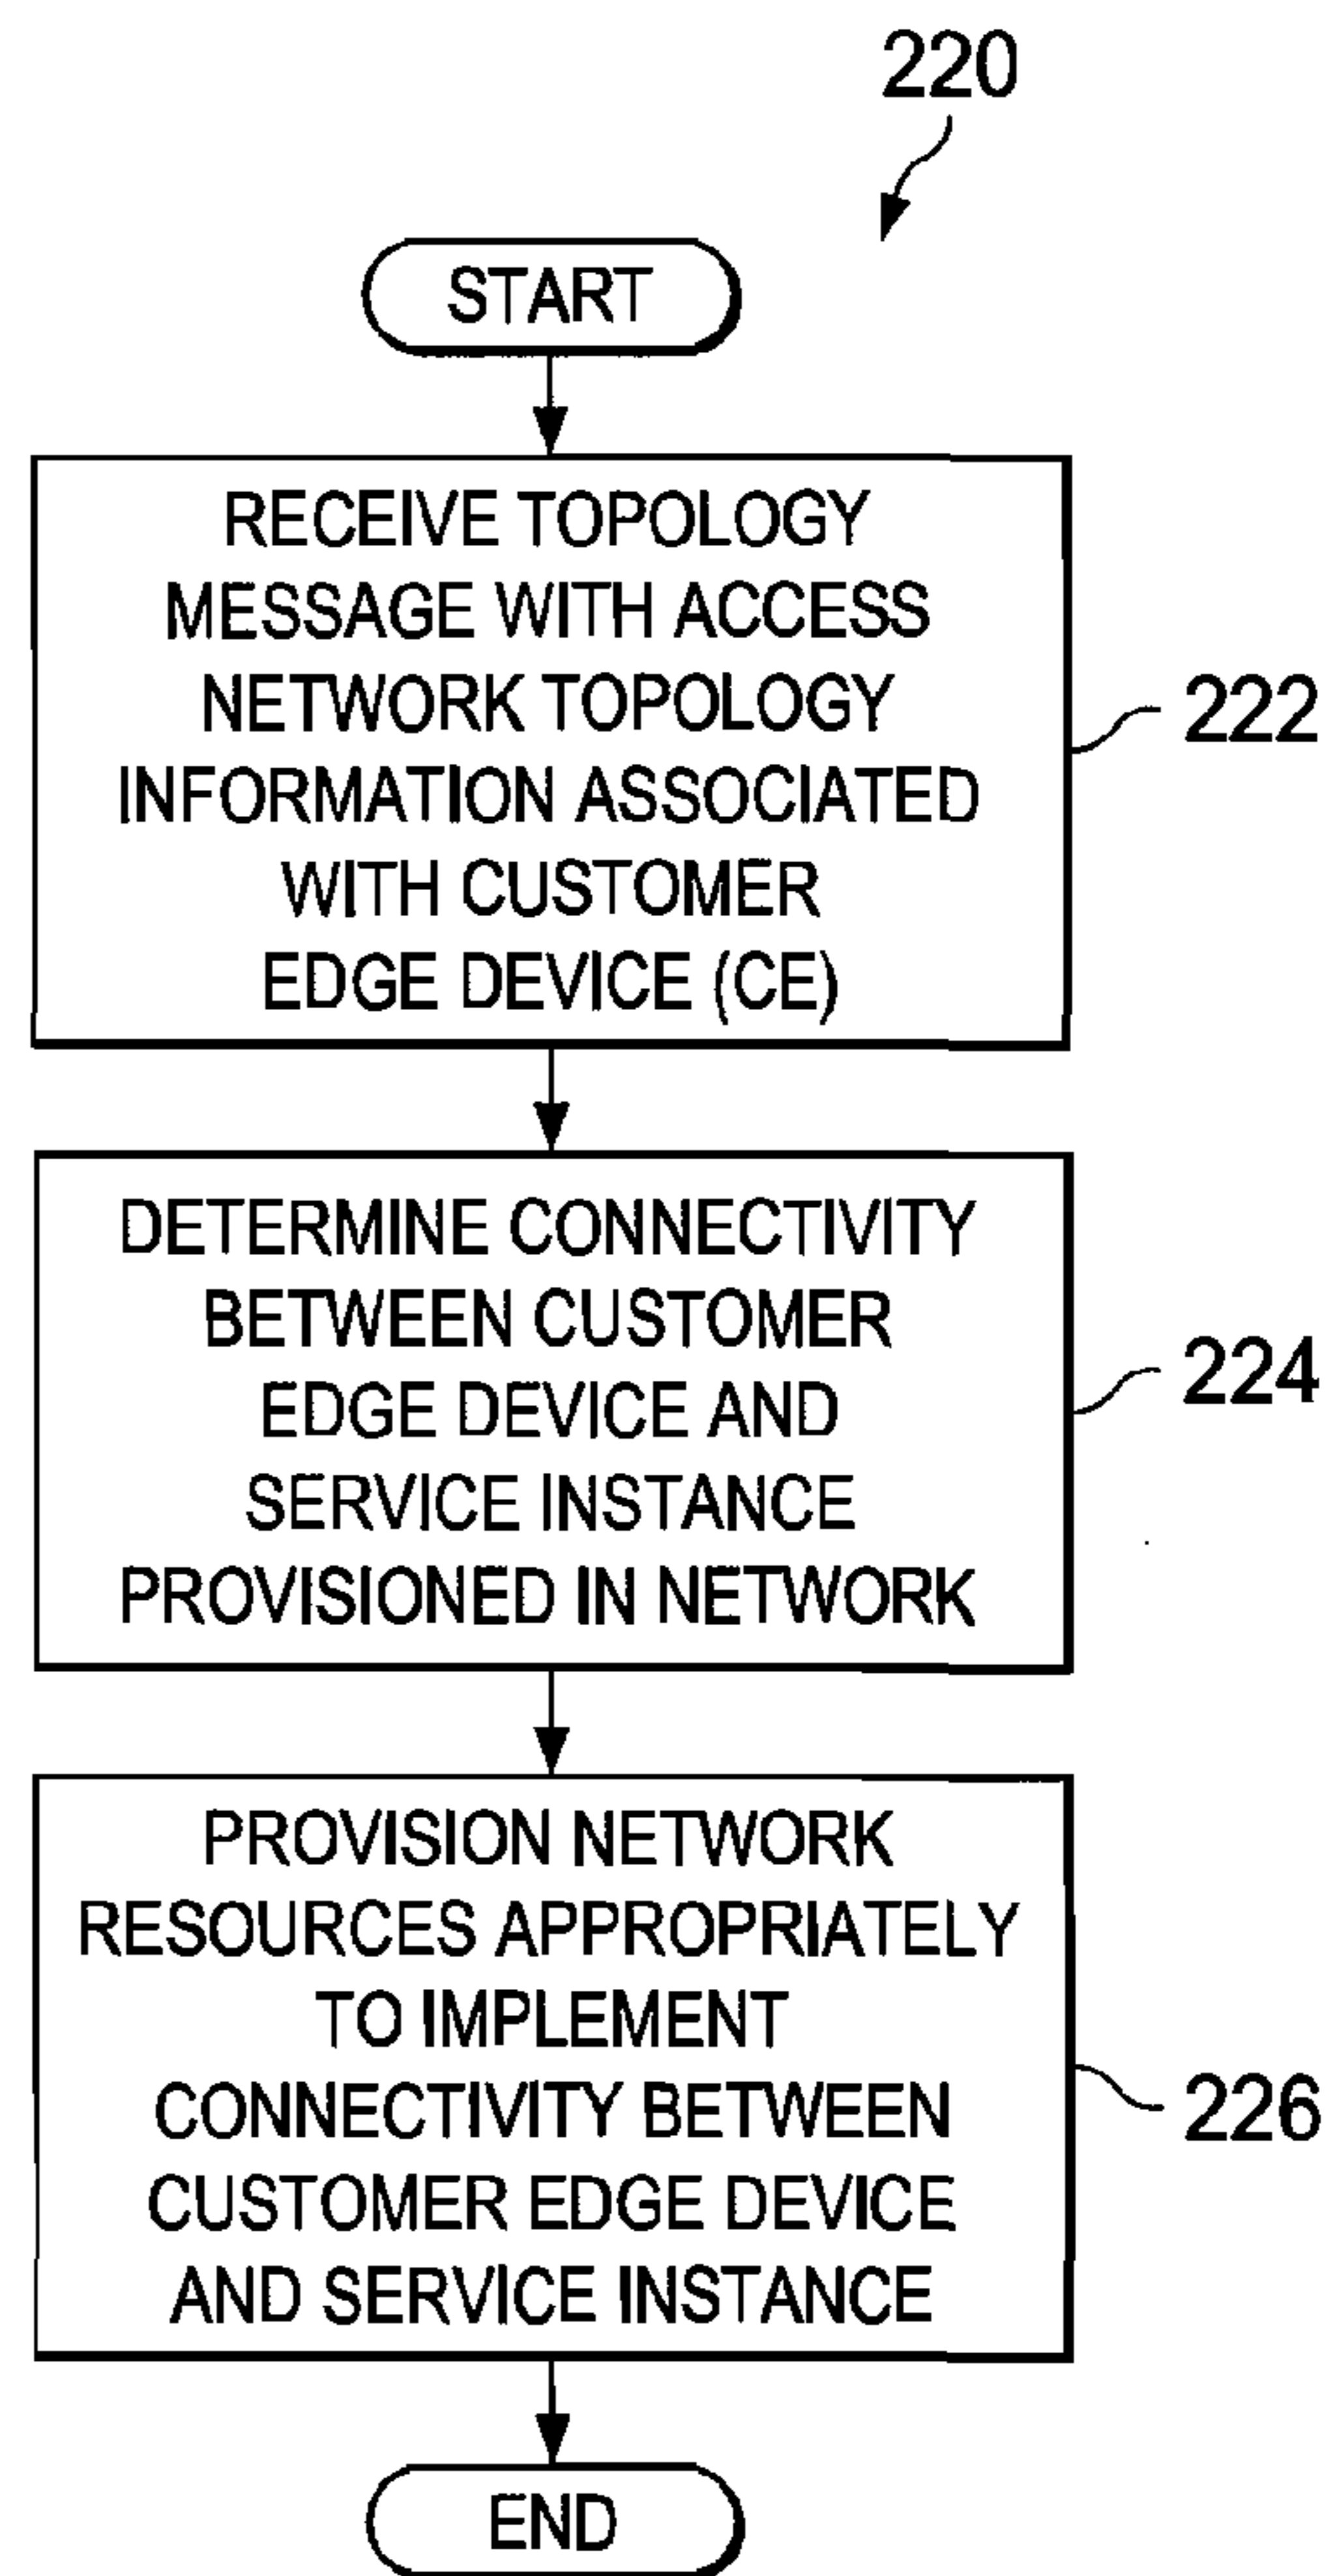 220
START
RECEIVE TOPOLOGY
MESSAGE WITH ACCESS
NETWORK TOPOLOGY
INFORMATION ASSOCIATED
WITH CUSTOMER
EDGE DEVICE (CE)
222
DETERMINE CONNECTIVITY
BETWEEN CUSTOMER
EDGE DEVICE AND
SERVICE INSTANCE
PROVISIONED IN NETWORK
224
PROVISION NETWORK
RESOURCES APPROPRIATELY
TO IMPLEMENT
CONNECTIVITY BETWEEN
CUSTOMER EDGE DEVICE
AND SERVICE INSTANCE
226
END